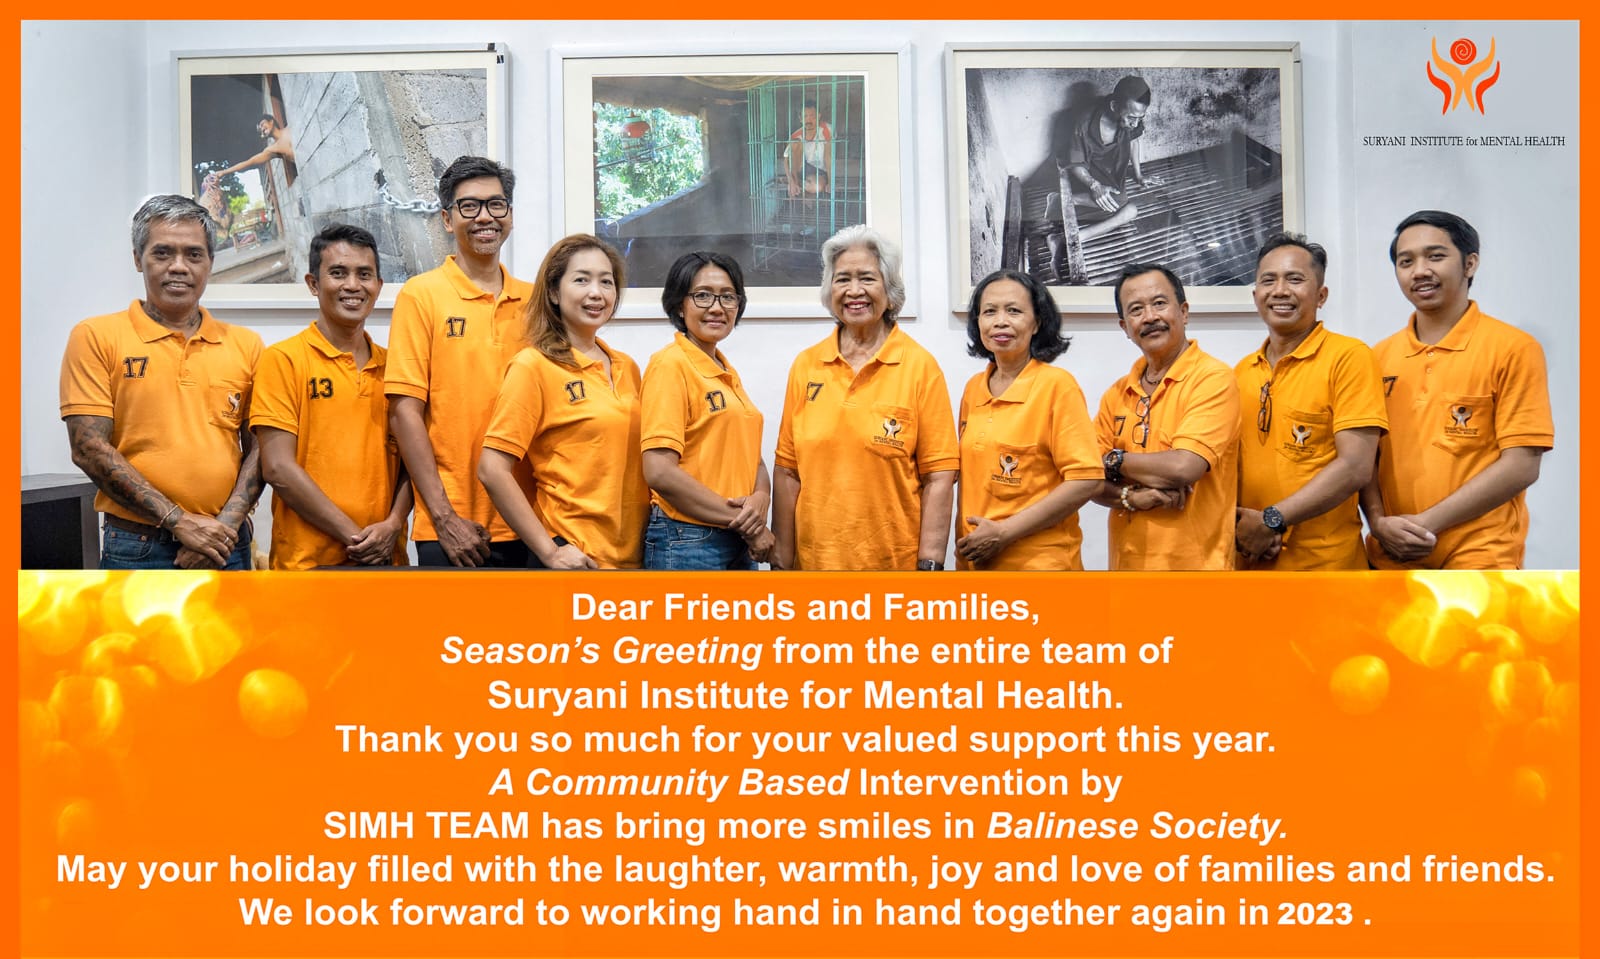 SURYANI INSTITUTE for MENTAL HEALTH
17
13
17
17
17
17
17
Dear Friends and Families,
Season's Greeting from the entire team of
Suryani Institute for Mental Health.
Thank you so much for your valued support this year.
A Community Based Intervention by
SIMH TEAM has bring more smiles in Balinese Society.
May your holiday filled with the laughter, warmth, joy and love of families and friends.
We look forward to working hand in hand together again in 2023 .